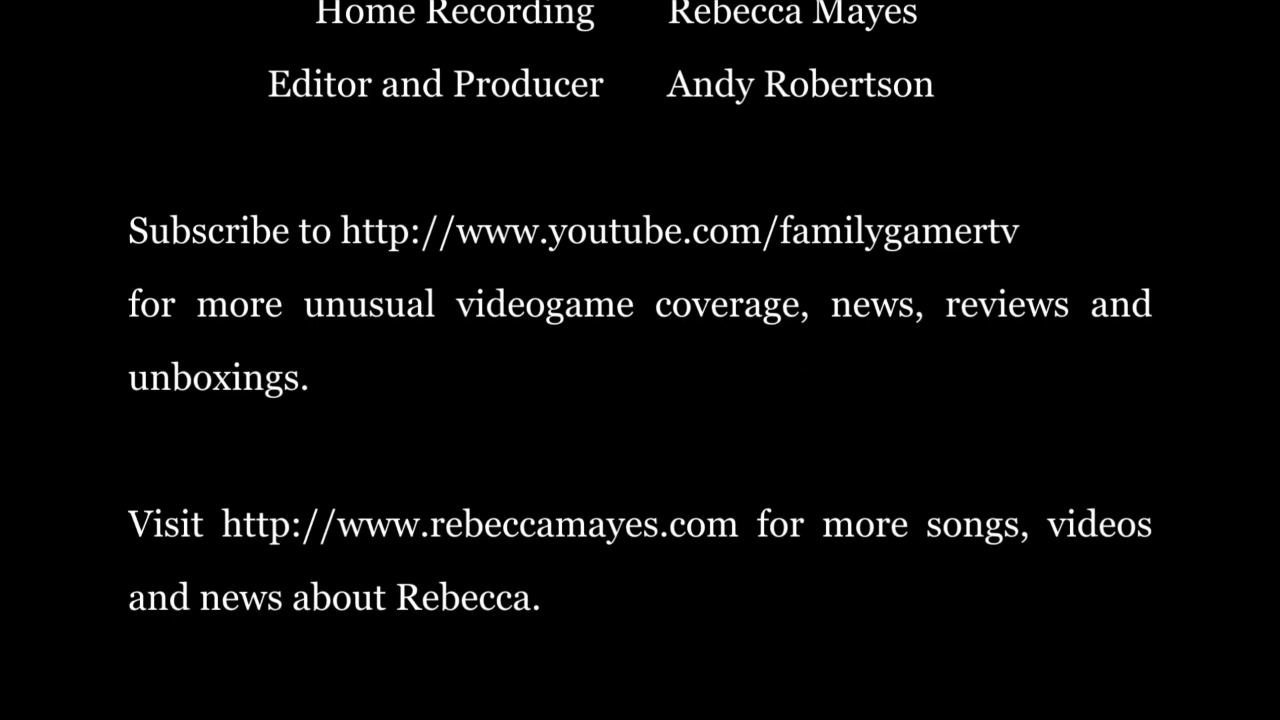 Home Recording Rebecca Mayes
Editor and Producer Andy Robertson
Subscribe to http://www.youtube.com/familygamertv
for more unusual videogame coverage, news, reviews and
unboxings.
Visit http://www.rebeccamayes.com for more songs, videos
and news about Rebecca.